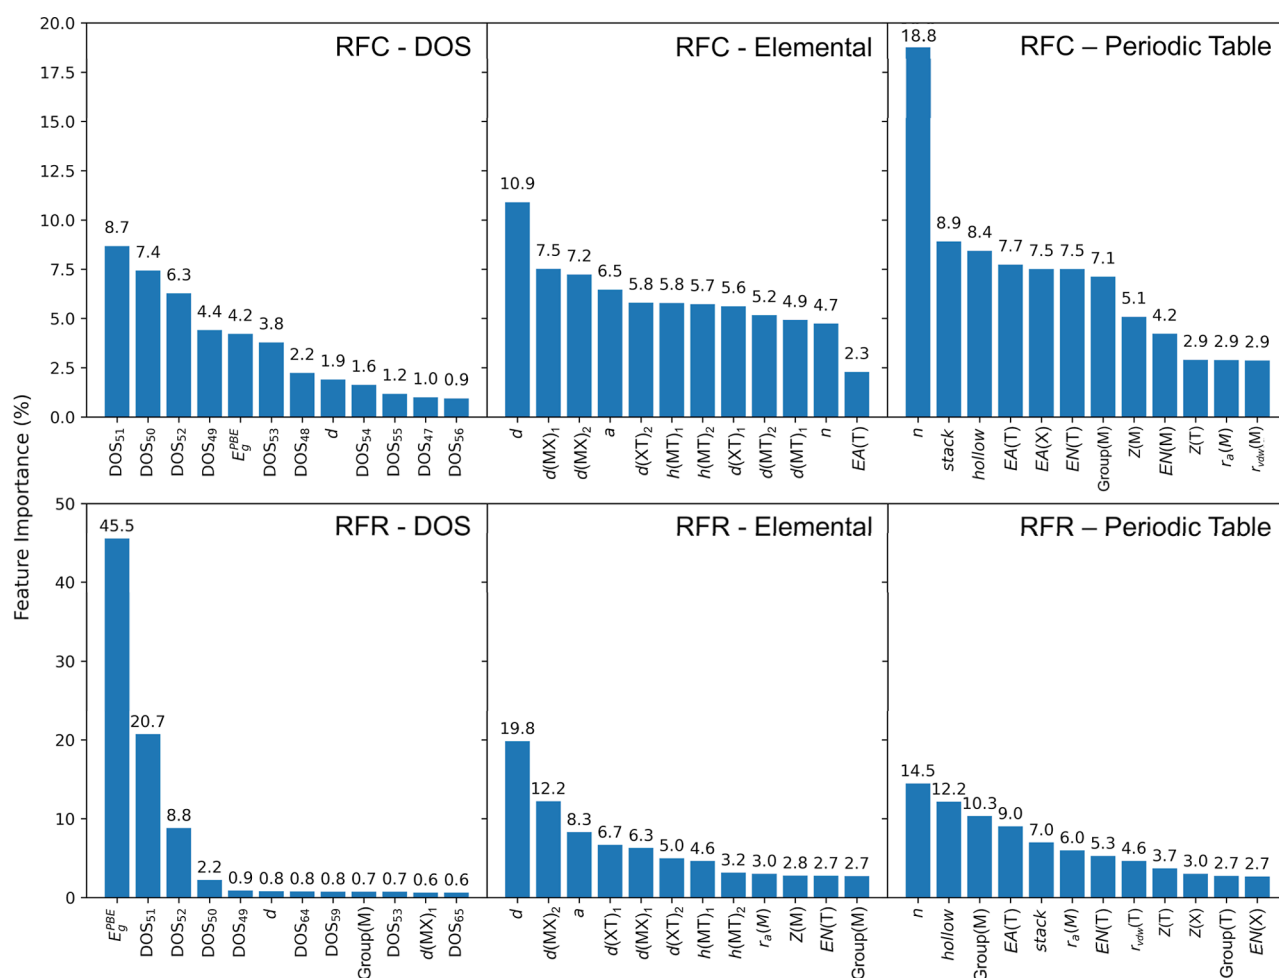 Feature Importance (%)
RFC - DOS
20.0
17.5
15.0
12.5
10.0
7.5
5.0
2.5
0.0
8.7 7.4 6.3 4.4 4.2 3.8 2.2 1.9 1.6 1.2 1.0 0.9
DOS₅₁ DOS₅₀ DOS₅₂ DOS₄₉ E_g^PBE DOS₅₃ DOS₄₈ d DOS₅₄ DOS₅₅ DOS₄₇ DOS₅₆
RFC - Elemental
10.9 7.5 7.2 6.5 5.8 5.8 5.7 5.6 5.2 4.9 4.7 2.3
d d(MX)₁ d(MX)₂ a d(XT)₂ h(MT)₁ h(MT)₂ d(XT)₁ d(MT)₂ d(MT)₁ n EA(T)
RFC – Periodic Table
18.8 8.9 8.4 7.7 7.5 7.5 7.1 5.1 4.2 2.9 2.9 2.9
n stack hollow EA(T) EA(X) EN(T) Group(M) Z(M) EN(M) Z(T) r_a(M) r_vdw(M)
RFR - DOS
50
40
30
20
10
0
45.5 20.7 8.8 2.2 0.9 0.8 0.8 0.8 0.7 0.7 0.6 0.6
E_g^PBE DOS₅₁ DOS₅₂ DOS₅₀ DOS₄₉ d DOS₆₄ DOS₅₉ Group(M) DOS₅₃ d(MX)₁ DOS₆₅
RFR - Elemental
19.8 12.2 8.3 6.7 6.3 5.0 4.6 3.2 3.0 2.8 2.7 2.7
d d(MX)₂ a d(XT)₁ d(MX)₁ d(XT)₂ h(MT)₁ h(MT)₂ r_a(M) Z(M) EN(T) Group(M)
RFR – Periodic Table
14.5 12.2 10.3 9.0 7.0 6.0 5.3 4.6 3.7 3.0 2.7 2.7
n hollow Group(M) EA(T) stack r_a(M) EN(T) r_vdw(T) Z(T) Z(X) Group(T) EN(X)